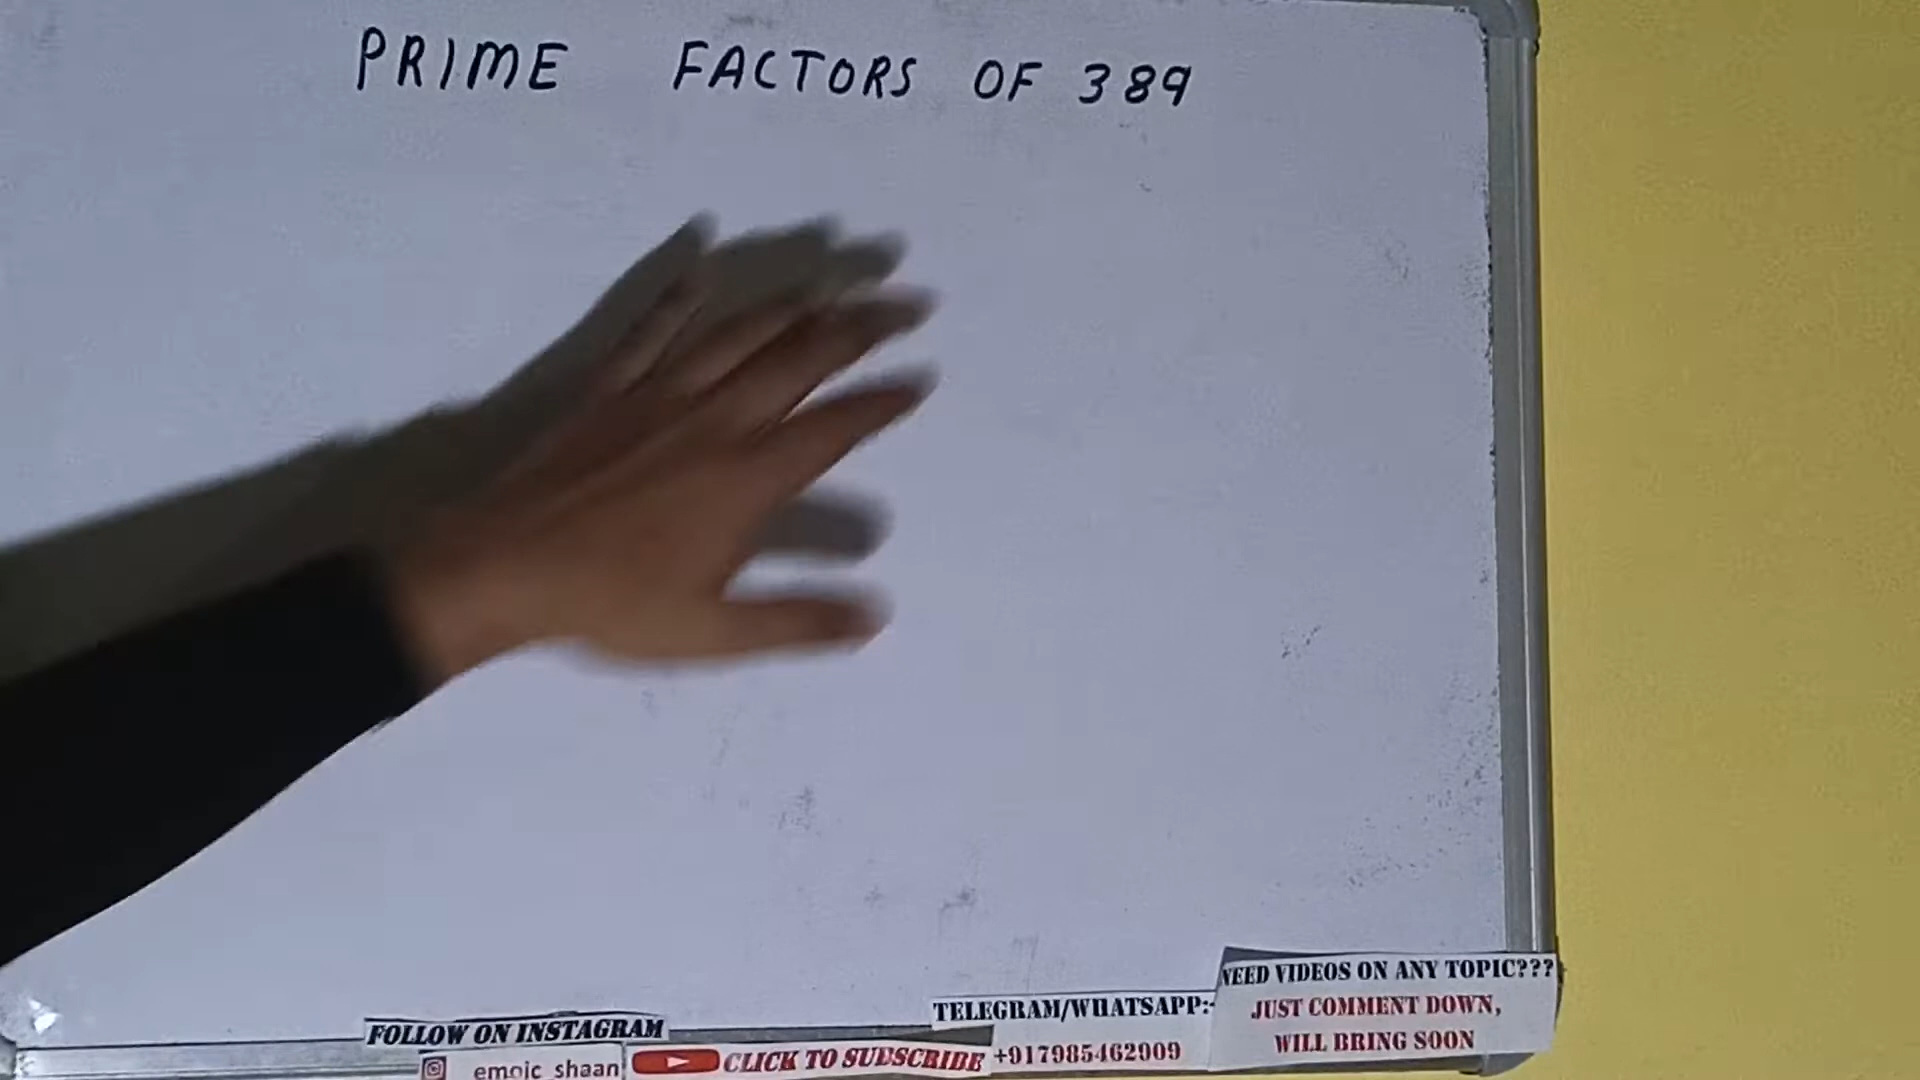 PRIME FACTORS OF 389
NEED VIDEOS ON ANY TOPIC???
JUST COMMENT DOWN,
WILL BRING SOON
TELEGRAM/WHATSAPP:-
+917985462909
FOLLOW ON INSTAGRAM
emoic_shaan
CLICK TO SUBSCRIBE